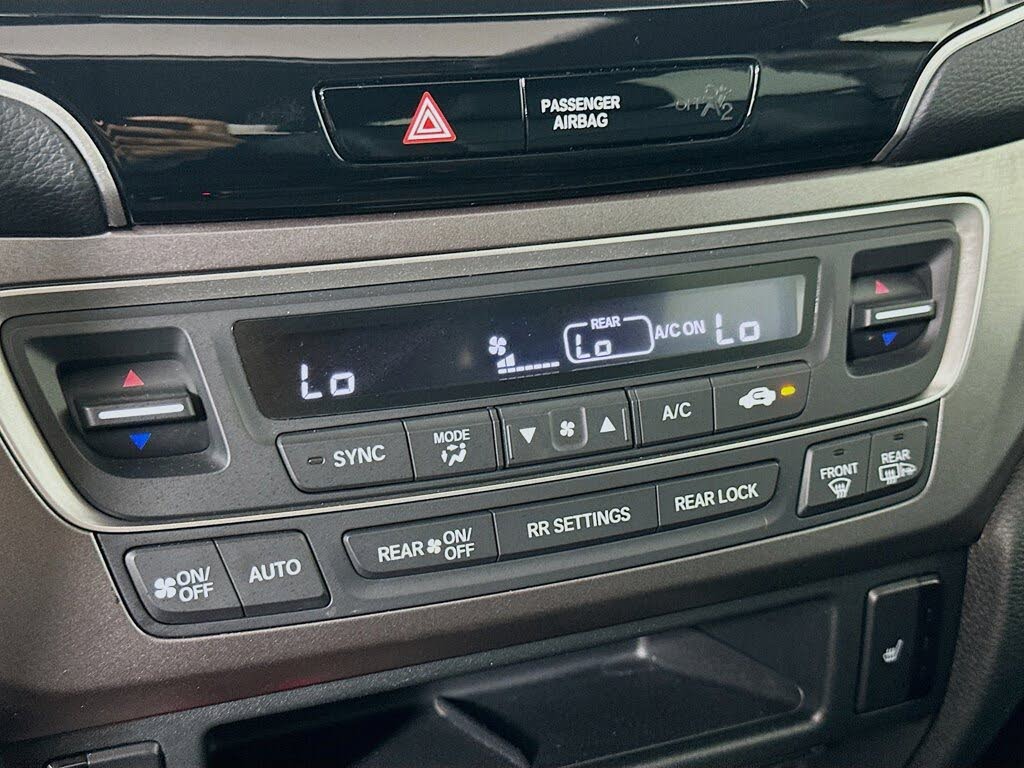 PASSENGER
AIRBAG
OFF
2
REAR
Lo
Lo
A/C ON
Lo
SYNC
MODE
A/C
FRONT
REAR
REAR ON/
OFF
RR SETTINGS
REAR LOCK
ON/
OFF
AUTO